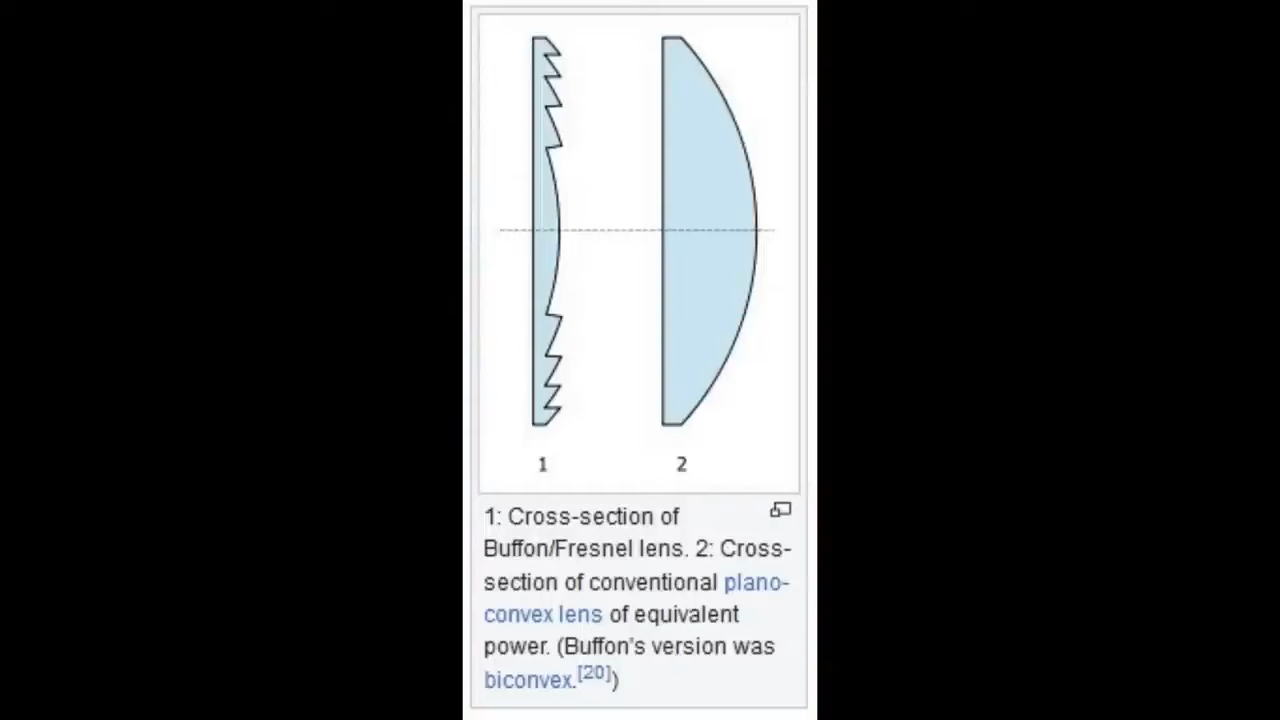 1 2
1: Cross-section of
Buffon/Fresnel lens. 2: Cross-
section of conventional plano-
convex lens of equivalent
power. (Buffon's version was
biconvex.[20])